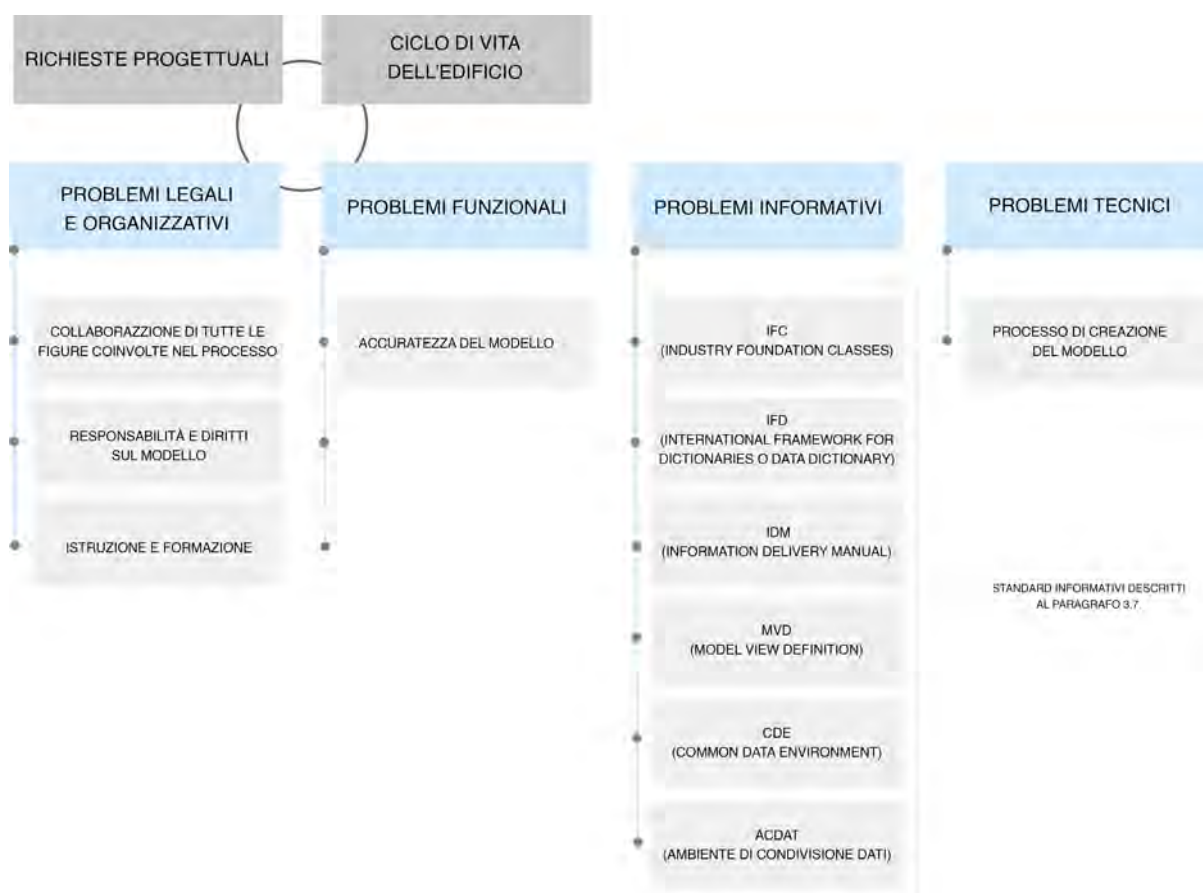 RICHIESTE PROGETTUALI
CICLO DI VITA
DELL'EDIFICIO
PROBLEMI LEGALI
E ORGANIZZATIVI
COLLABORAZZIONE DI TUTTE LE
FIGURE COINVOLTE NEL PROCESSO
RESPONSABILITÀ E DIRITTI
SUL MODELLO
ISTRUZIONE E FORMAZIONE
PROBLEMI FUNZIONALI
ACCURATEZZA DEL MODELLO
PROBLEMI INFORMATIVI
IFC
(INDUSTRY FOUNDATION CLASSES)
IFD
(INTERNATIONAL FRAMEWORK FOR
DICTIONARIES O DATA DICTIONARY)
IDM
(INFORMATION DELIVERY MANUAL)
MVD
(MODEL VIEW DEFINITION)
CDE
(COMMON DATA ENVIRONMENT)
ACDAT
(AMBIENTE DI CONDIVISIONE DATI)
PROBLEMI TECNICI
PROCESSO DI CREAZIONE
DEL MODELLO
STANDARD INFORMATIVI DESCRITTI
AL PARAGRAFO 3.7